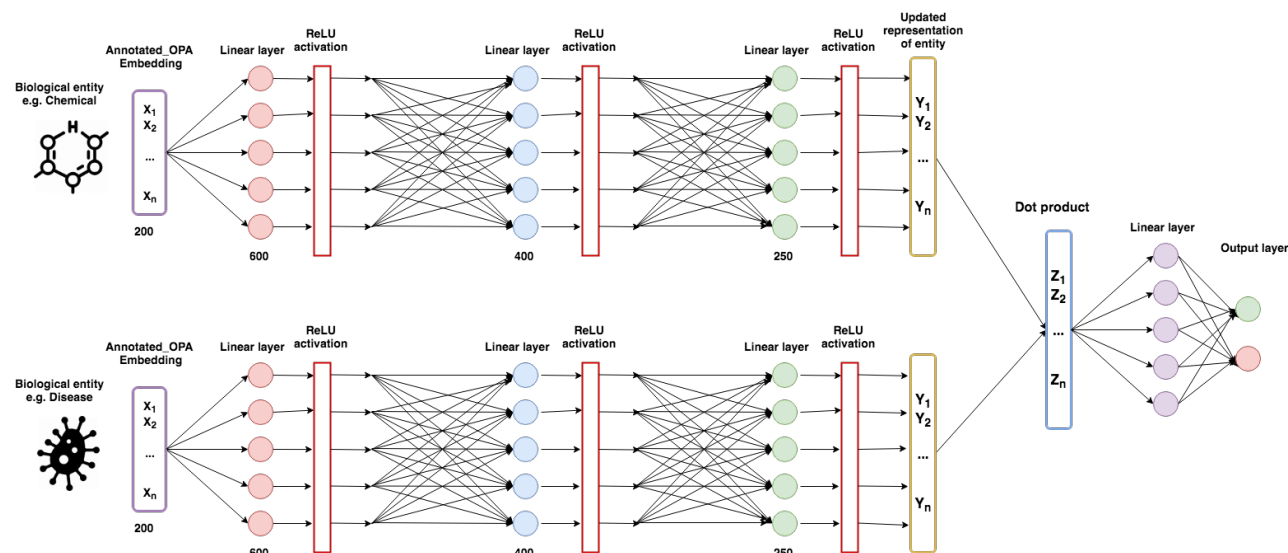 Biological entity
e.g. Chemical
H
Annotated_OPA
Embedding
X1
X2
...
Xn
200
Linear layer
600
ReLU
activation
Linear layer
400
ReLU
activation
Linear layer
250
ReLU
activation
Updated
representation
of entity
Y1
Y2
...
Yn
Biological entity
e.g. Disease
Annotated_OPA
Embedding
X1
X2
...
Xn
200
Linear layer
600
ReLU
activation
Linear layer
400
ReLU
activation
Linear layer
250
ReLU
activation
Y1
Y2
...
Yn
Dot product
Z1
Z2
...
Zn
Linear layer
Output layer